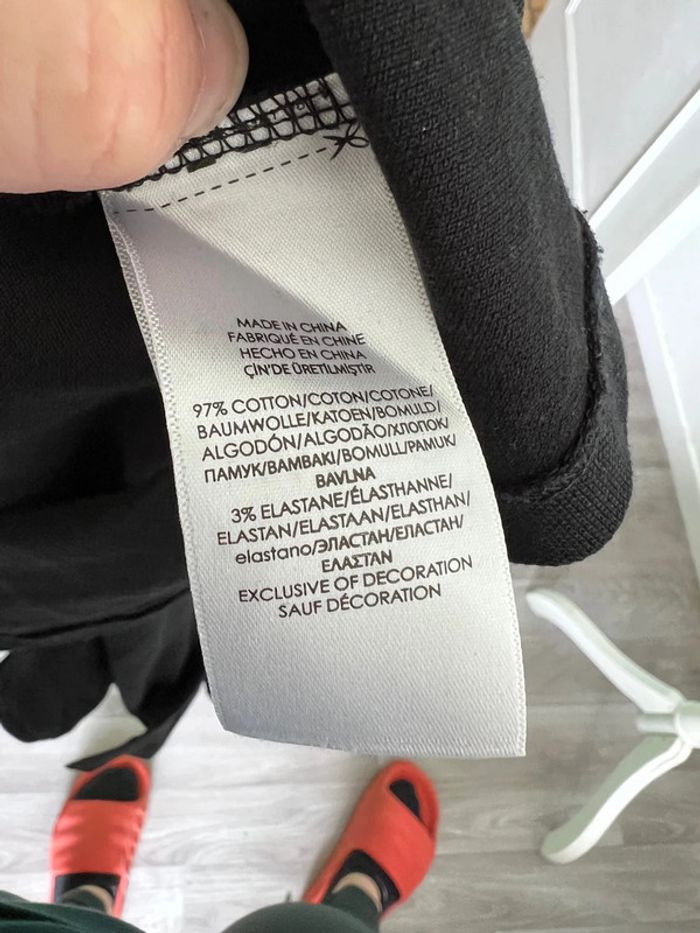 MADE IN CHINA
FABRIQUÉ EN CHINE
HECHO EN CHINA
ÇİN'DE ÜRETİLMİŞTİR
97% COTTON/COTON/COTONE/
BAUMWOLLE/KATOEN/BOMULD/
ALGODÓN/ALGODÃO/ХЛОПОК/
ПАМУК/ΒΑΜΒΑΚΙ/BOMULL/PAMUK/
BAVLNA
3% ELASTANE/ÉLASTHANNE/
ELASTAN/ELASTAAN/ELASTHAN/
elastano/ЭЛАСТАН/ЕЛАСТАН/
ΕΛΑΣΤΑΝ
EXCLUSIVE OF DECORATION
SAUF DÉCORATION